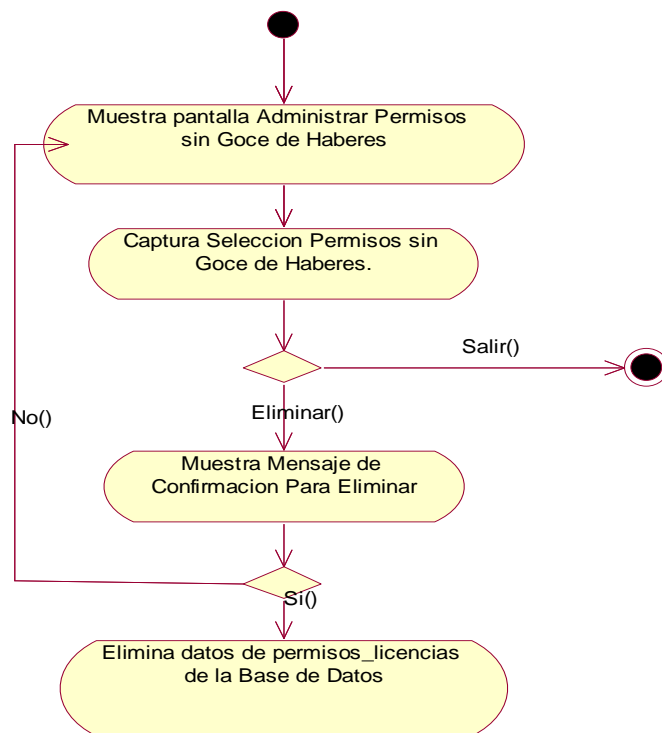 Muestra pantalla Administrar Permisos
sin Goce de Haberes
Captura Seleccion Permisos sin
Goce de Haberes.
Salir()
Eliminar()
No()
Muestra Mensaje de
Confirmacion Para Eliminar
Si()
Elimina datos de permisos_licencias
de la Base de Datos